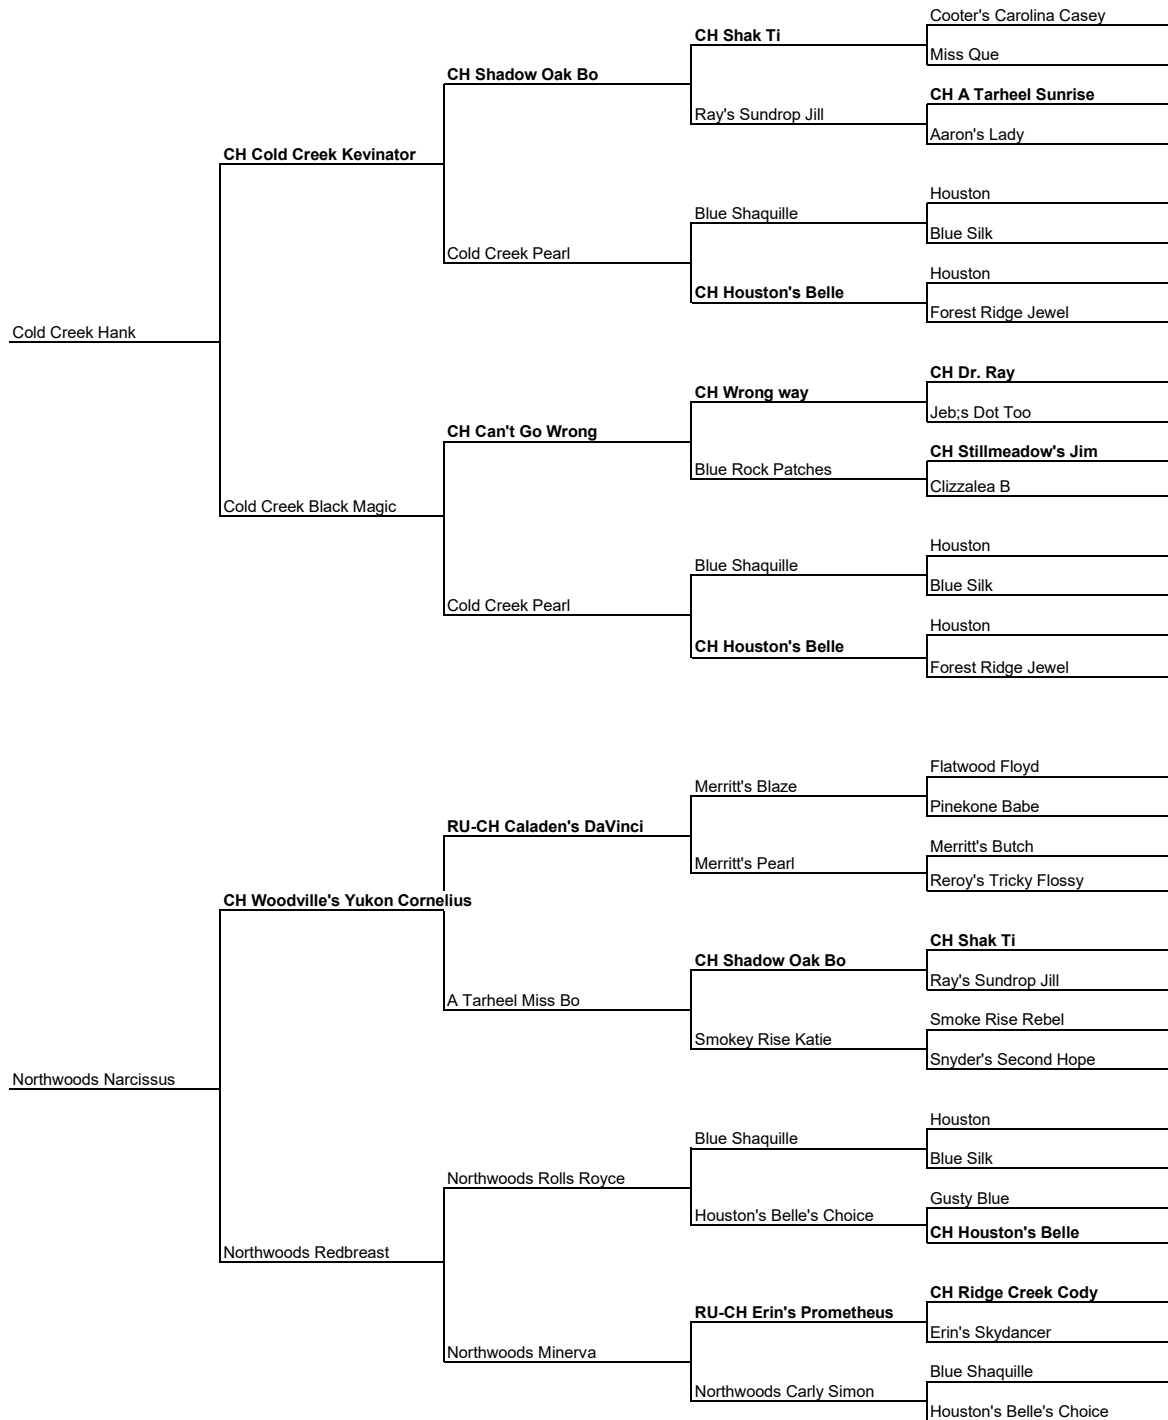 Cooter's Carolina Casey
CH Shak Ti
Miss Que
CH Shadow Oak Bo
CH A Tarheel Sunrise
Ray's Sundrop Jill
Aaron's Lady
CH Cold Creek Kevinator
Houston
Blue Shaquille
Blue Silk
Cold Creek Pearl
Houston
CH Houston's Belle
Forest Ridge Jewel
Cold Creek Hank
CH Dr. Ray
CH Wrong way
Jeb;s Dot Too
CH Can't Go Wrong
CH Stillmeadow's Jim
Blue Rock Patches
Clizzalea B
Cold Creek Black Magic
Houston
Blue Shaquille
Blue Silk
Cold Creek Pearl
Houston
CH Houston's Belle
Forest Ridge Jewel
Flatwood Floyd
Merritt's Blaze
Pinekone Babe
RU-CH Caladen's DaVinci
Merritt's Butch
Merritt's Pearl
Reroy's Tricky Flossy
CH Woodville's Yukon Cornelius
CH Shak Ti
CH Shadow Oak Bo
Ray's Sundrop Jill
A Tarheel Miss Bo
Smoke Rise Rebel
Smokey Rise Katie
Snyder's Second Hope
Northwoods Narcissus
Houston
Blue Shaquille
Blue Silk
Northwoods Rolls Royce
Gusty Blue
Houston's Belle's Choice
CH Houston's Belle
Northwoods Redbreast
CH Ridge Creek Cody
RU-CH Erin's Prometheus
Erin's Skydancer
Northwoods Minerva
Blue Shaquille
Northwoods Carly Simon
Houston's Belle's Choice